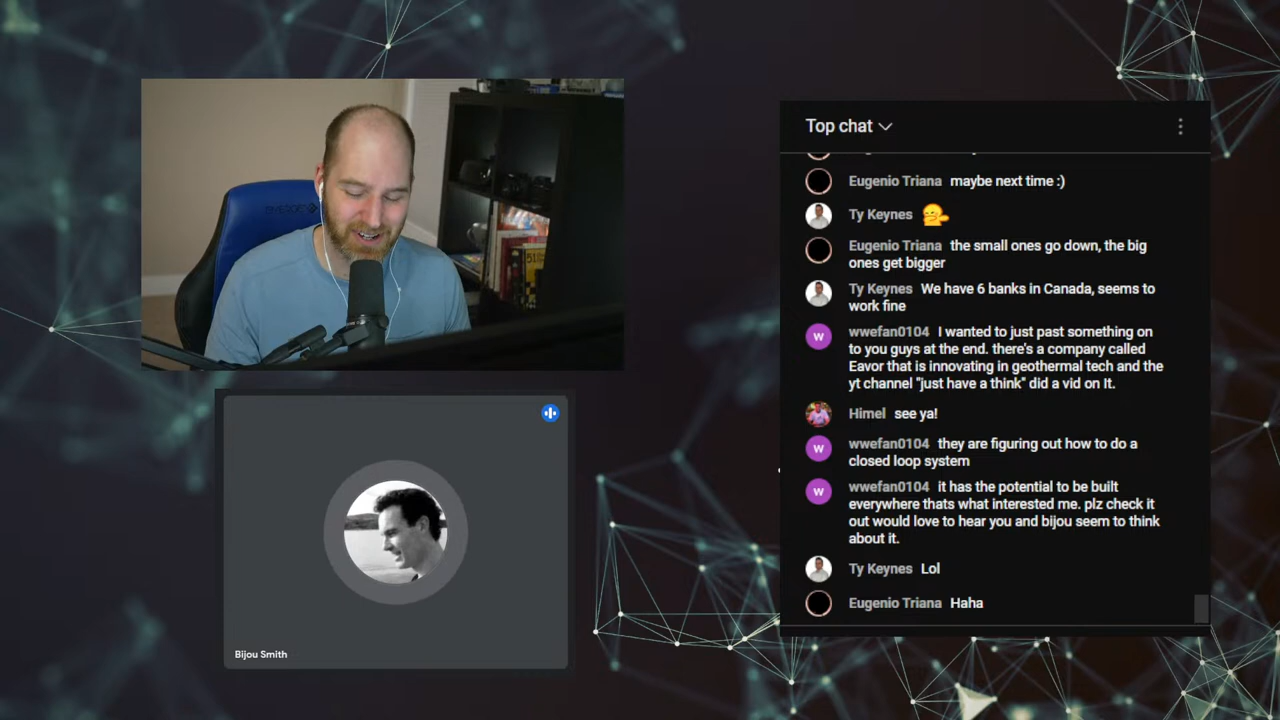 Top chat
Eugenio Triana maybe next time :)
Ty Keynes
Eugenio Triana the small ones go down, the big
ones get bigger
Ty Keynes We have 6 banks in Canada, seems to
work fine
W
wwefan0104 I wanted to just past something on
to you guys at the end. there's a company called
Eavor that is innovating in geothermal tech and the
yt channel "just have a think" did a vid on It.
Himel see ya!
W
wwefan0104 they are figuring out how to do a
closed loop system
W
wwefan0104 it has the potential to be built
everywhere thats what interested me. plz check it
out would love to hear you and bijou seem to think
about it.
Ty Keynes Lol
Eugenio Triana Haha
Bijou Smith